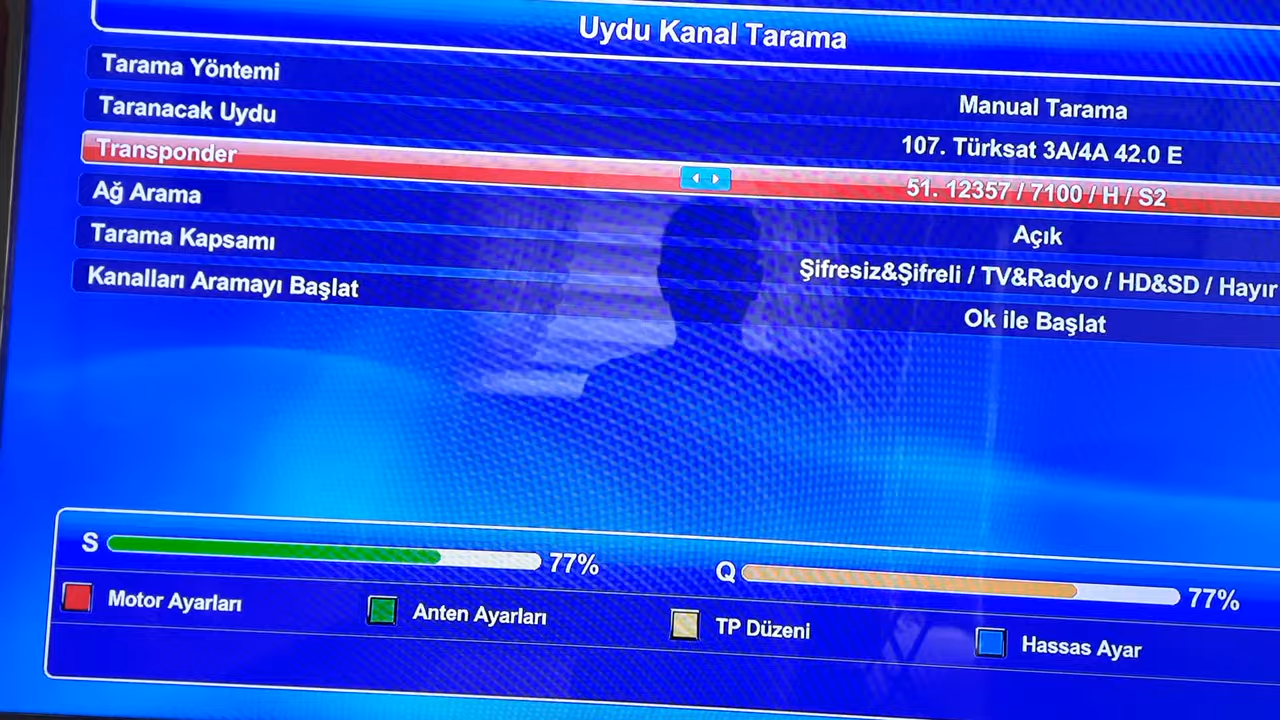 Uydu Kanal Tarama
Tarama Yöntemi Manual Tarama
Taranacak Uydu 107. Türksat 3A/4A 42.0 E
Transponder 51. 12357 / 7100 / H / S2
Ağ Arama Açık
Tarama Kapsamı Şifresiz&Şifreli / TV&Radyo / HD&SD / Hayır
Kanalları Aramayı Başlat Ok ile Başlat
S 77% Q 77%
Motor Ayarları Anten Ayarları TP Düzeni Hassas Ayar